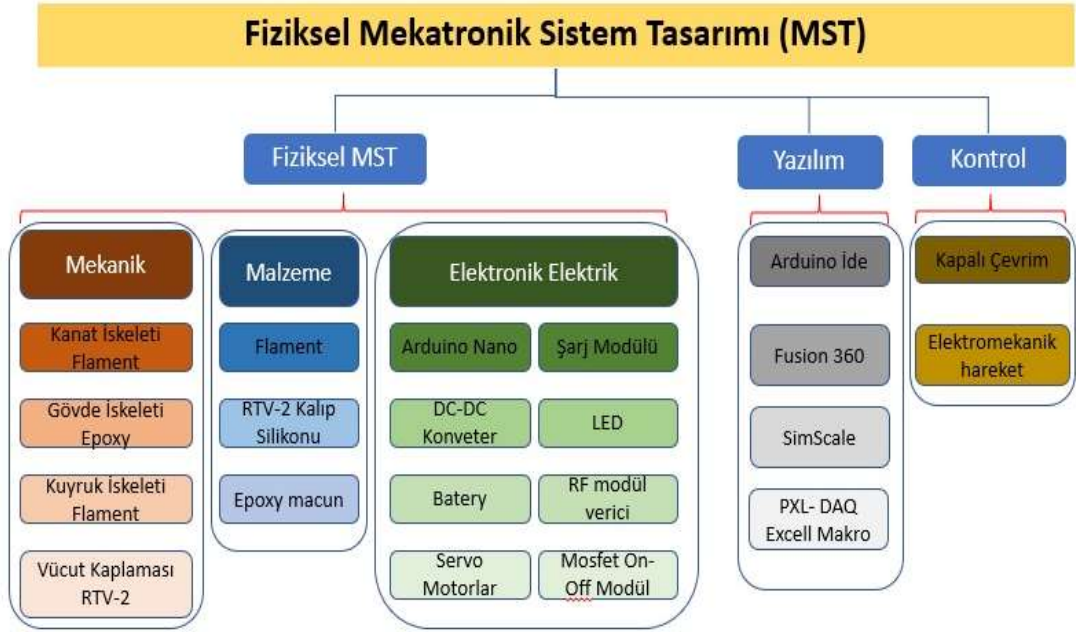 Fiziksel Mekatronik Sistem Tasarımı (MST)
Fiziksel MST
Yazılım
Kontrol
Mekanik
Kanat İskeleti
Flament
Gövde İskeleti
Epoxy
Kuyruk İskeleti
Flament
Vücut Kaplaması
RTV-2
Malzeme
Flament
RTV-2 Kalıp
Silikonu
Epoxy macun
Elektronik Elektrik
Arduino Nano
Şarj Modülü
DC-DC
Konveter
LED
Batery
RF modül
verici
Servo
Motorlar
Mosfet On-
Off Modül
Arduino İde
Fusion 360
SimScale
PXL- DAQ
Excell Makro
Kapalı Çevrim
Elektromekanik
hareket